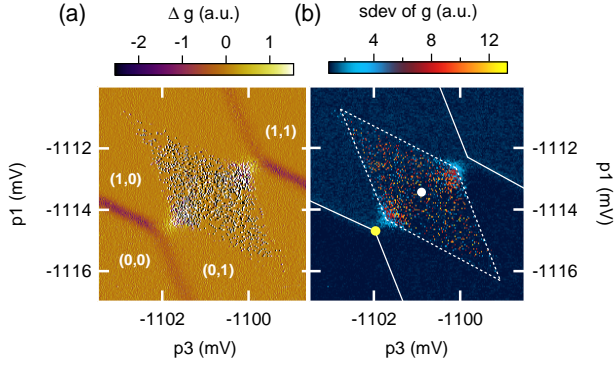 (a)
Δ g (a.u.)
-2 -1 0 1
(b)
sdev of g (a.u.)
4 8 12
p1 (mV)
-1112
-1114
-1116
(1,1)
(1,0)
(0,0)
(0,1)
-1102 -1100
p3 (mV)
-1102 -1100
p3 (mV)
-1112
-1114
-1116
p1 (mV)